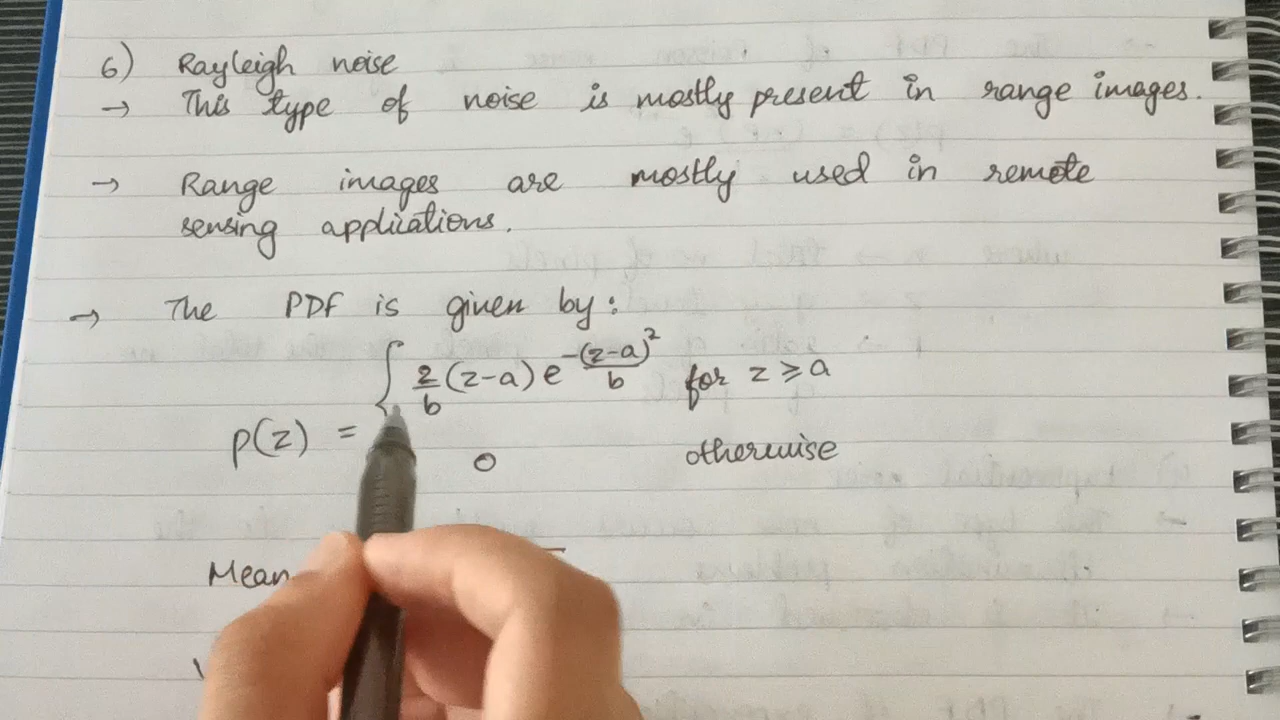 6) Rayleigh noise
→ This type of noise is mostly present in range images.
→ Range images are mostly used in remote
sensing applications.
→ The PDF is given by:
p(z) = { 2/b (z-a) e^{-(z-a)²/b} for z ≥ a
0 otherwise
Mean